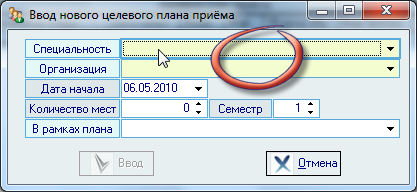 Ввод нового целевого плана приёма
Специальность
Организация
Дата начала 06.05.2010
Количество мест 0 Семестр 1
В рамках плана
Ввод Отмена